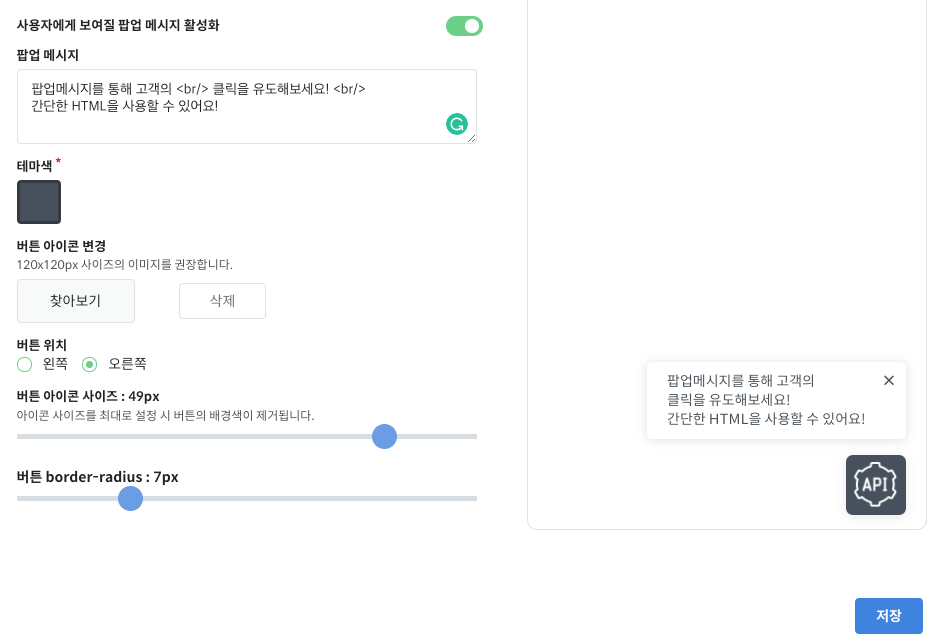 사용자에게 보여질 팝업 메시지 활성화
팝업 메시지
팝업메시지를 통해 고객의 <br/> 클릭을 유도해보세요! <br/>
간단한 HTML을 사용할 수 있어요!
테마색 *
버튼 아이콘 변경
120x120px 사이즈의 이미지를 권장합니다.
찾아보기 삭제
버튼 위치
왼쪽 오른쪽
버튼 아이콘 사이즈 : 49px
아이콘 사이즈를 최대로 설정 시 버튼의 배경색이 제거됩니다.
버튼 border-radius : 7px
팝업메시지를 통해 고객의
클릭을 유도해보세요!
간단한 HTML을 사용할 수 있어요!
API
저장